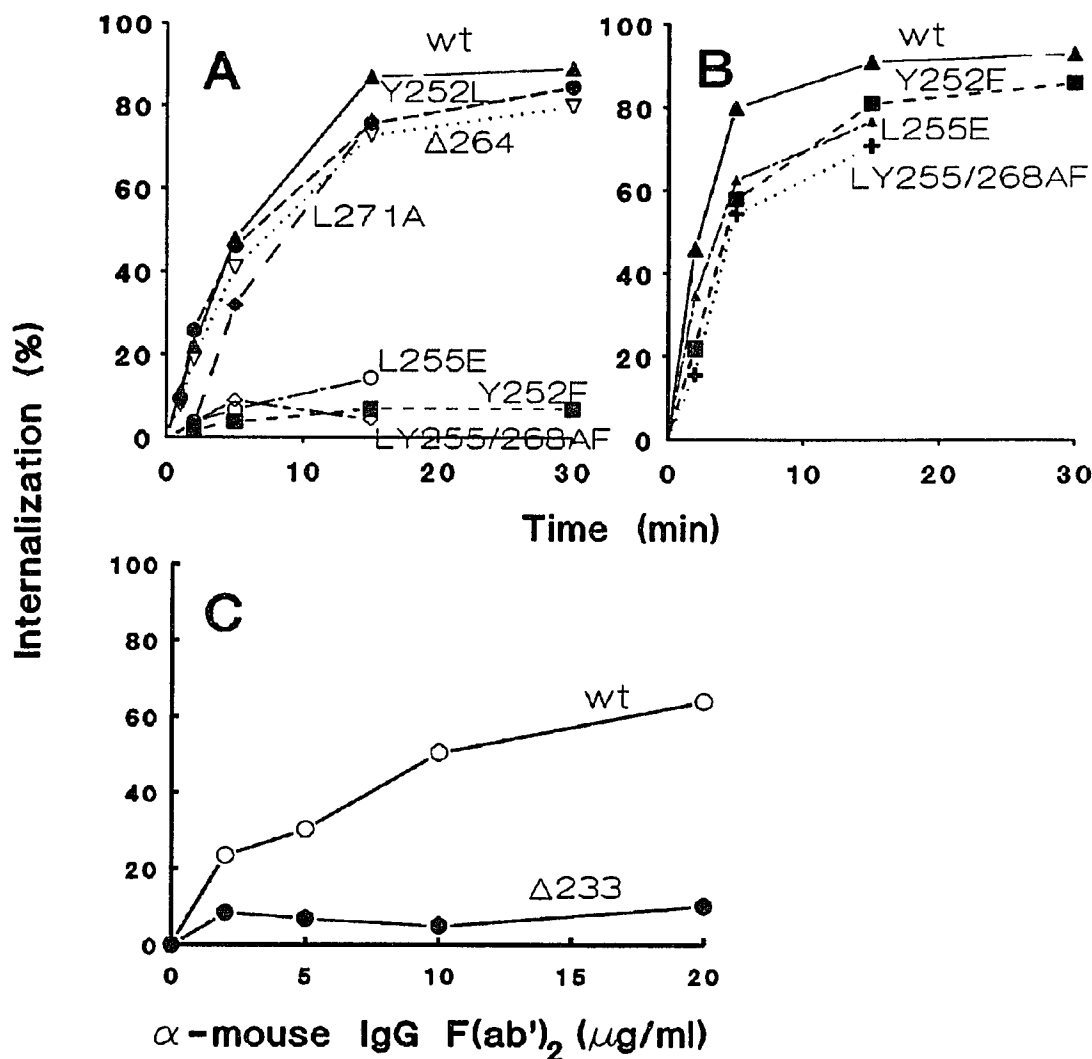 Internalization (%)
A
100
80
60
40
20
0
wt
Y252L
Δ264
L271A
L255E
Y252F
LY255/268AF
0 10 20 30
B
100
80
60
40
20
0
wt
Y252F
L255E
LY255/268AF
0 10 20 30
Time (min)
C
100
80
60
40
20
0
wt
Δ233
0 5 10 15 20
α-mouse IgG F(ab')₂ (μg/ml)